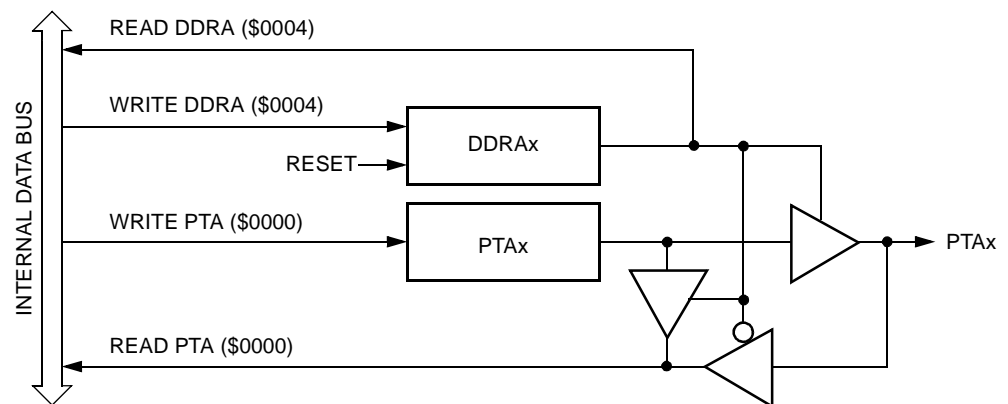 READ DDRA ($0004)
WRITE DDRA ($0004)
DDRAx
RESET
INTERNAL DATA BUS
WRITE PTA ($0000)
PTAx
PTAx
READ PTA ($0000)